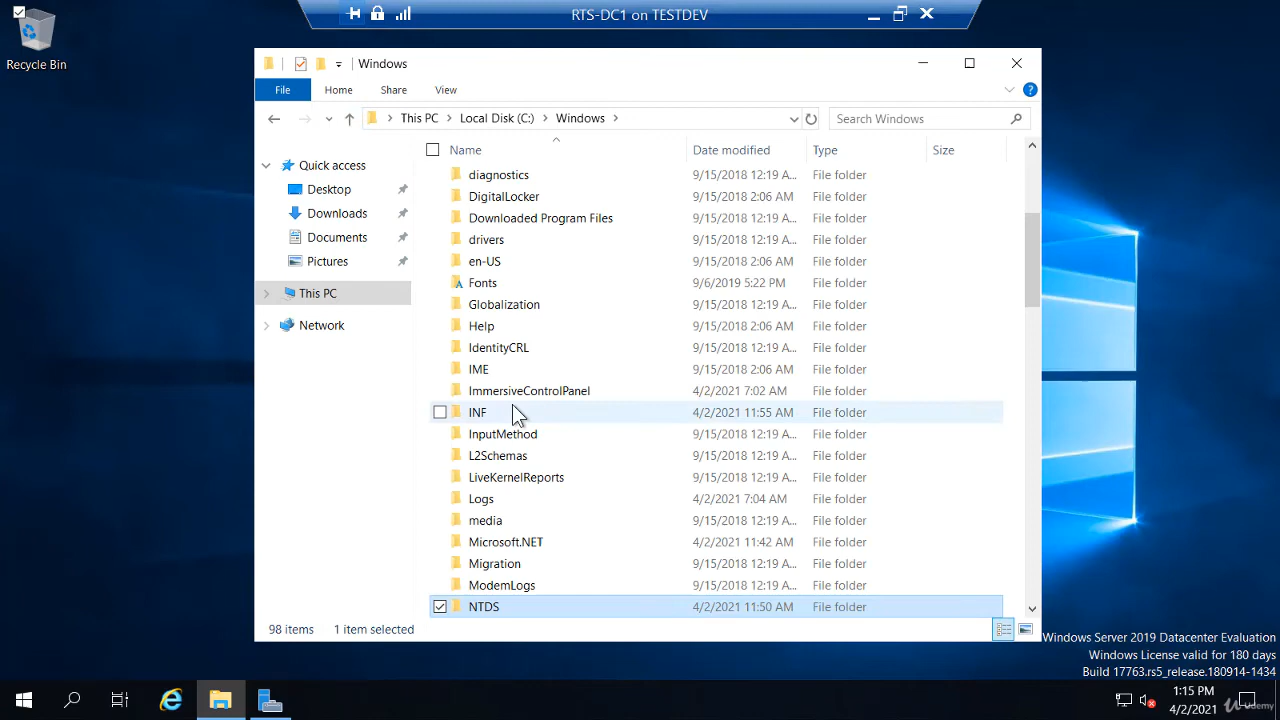 RTS-DC1 on TESTDEV
Recycle Bin
Windows
File Home Share View
This PC Local Disk (C:) Windows
Search Windows
Quick access
Desktop
Downloads
Documents
Pictures
This PC
Network
Name Date modified Type Size
diagnostics 9/15/2018 12:19 A... File folder
DigitalLocker 9/15/2018 2:06 AM File folder
Downloaded Program Files 9/15/2018 12:19 A... File folder
drivers 9/15/2018 12:19 A... File folder
en-US 9/15/2018 2:06 AM File folder
Fonts 9/6/2019 5:22 PM File folder
Globalization 9/15/2018 12:19 A... File folder
Help 9/15/2018 2:06 AM File folder
IdentityCRL 9/15/2018 12:19 A... File folder
IME 9/15/2018 2:06 AM File folder
ImmersiveControlPanel 4/2/2021 7:02 AM File folder
INF 4/2/2021 11:55 AM File folder
InputMethod 9/15/2018 12:19 A... File folder
L2Schemas 9/15/2018 12:19 A... File folder
LiveKernelReports 9/15/2018 12:19 A... File folder
Logs 4/2/2021 7:04 AM File folder
media 9/15/2018 12:19 A... File folder
Microsoft.NET 4/2/2021 11:42 AM File folder
Migration 9/15/2018 12:19 A... File folder
ModemLogs 9/15/2018 12:19 A... File folder
NTDS 4/2/2021 11:50 AM File folder
98 items 1 item selected
Windows Server 2019 Datacenter Evaluation
Windows License valid for 180 days
Build 17763.rs5_release.180914-1434
1:15 PM
4/2/2021
Udemy